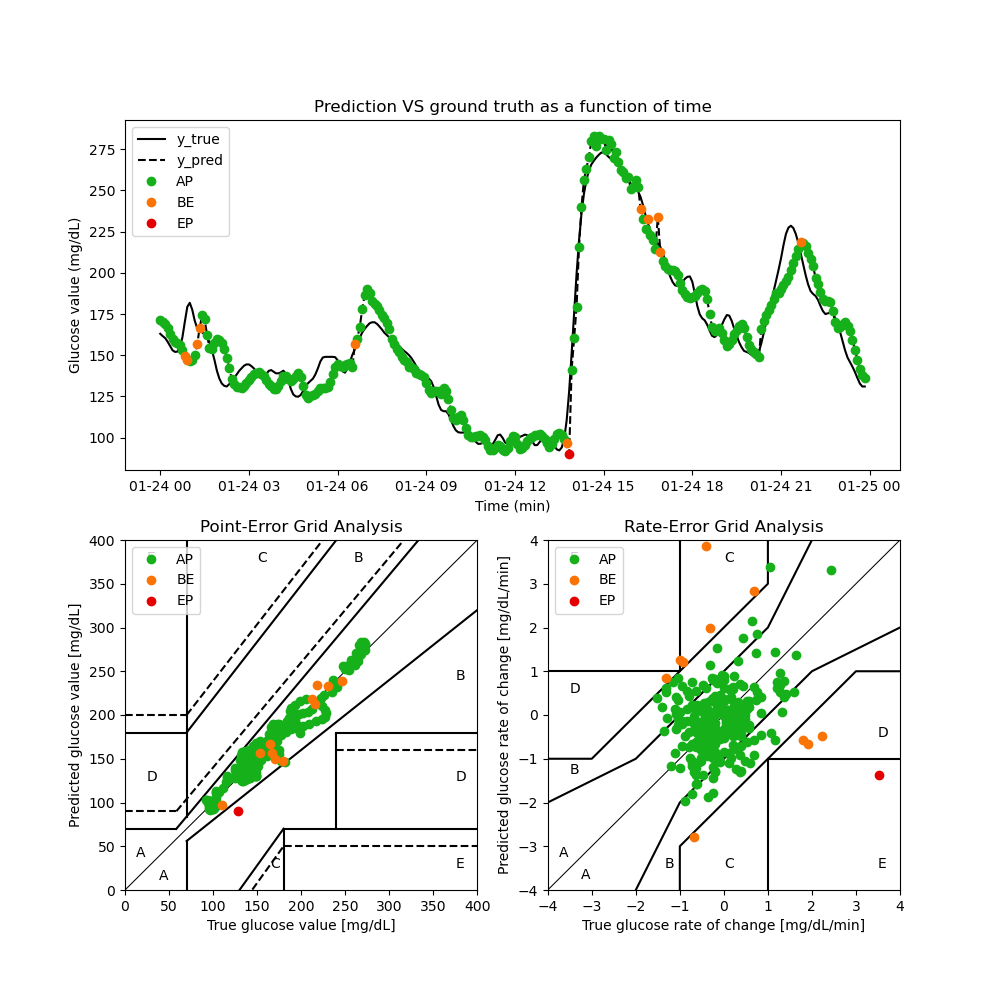 Prediction VS ground truth as a function of time
Glucose value (mg/dL)
275
250
225
200
175
150
125
100
y_true
y_pred
AP
BE
EP
01-24 00 01-24 03 01-24 06 01-24 09 01-24 12 01-24 15 01-24 18 01-24 21 01-25 00
Time (min)
Point-Error Grid Analysis
Predicted glucose value [mg/dL]
400
350
300
250
200
150
100
50
0
AP
BE
EP
C
B
B
D
D
A
A
C
E
0 50 100 150 200 250 300 350 400
True glucose value [mg/dL]
Rate-Error Grid Analysis
Predicted glucose rate of change [mg/dL/min]
4
3
2
1
0
−1
−2
−3
−4
AP
BE
EP
C
D
D
B
A
A
B
C
E
−4 −3 −2 −1 0 1 2 3 4
True glucose rate of change [mg/dL/min]